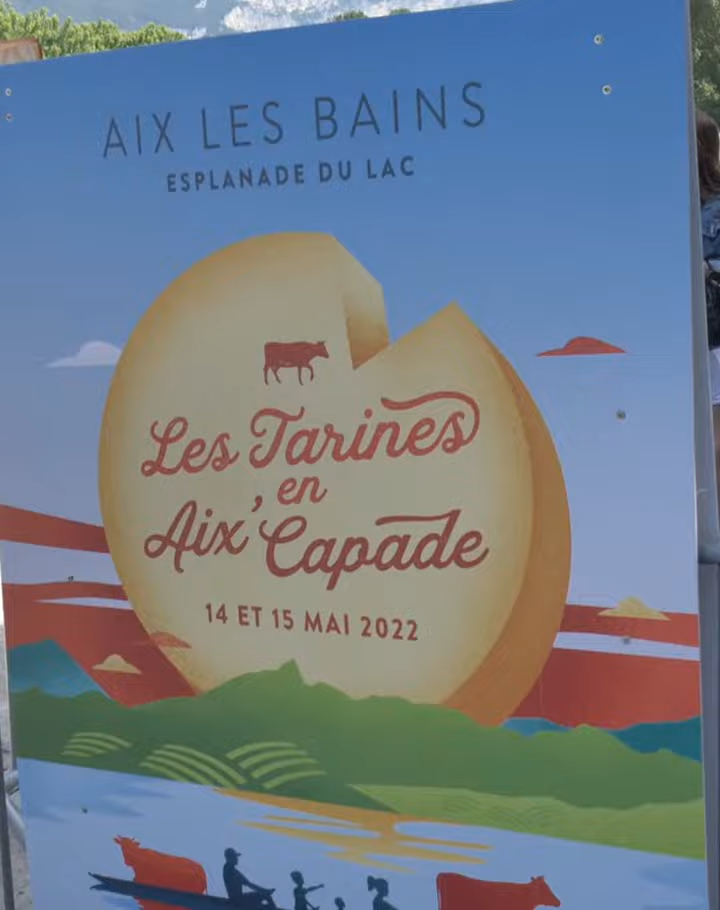 AIX LES BAINS
ESPLANADE DU LAC
Les Tarines
en
Aix'Capade
14 ET 15 MAI 2022